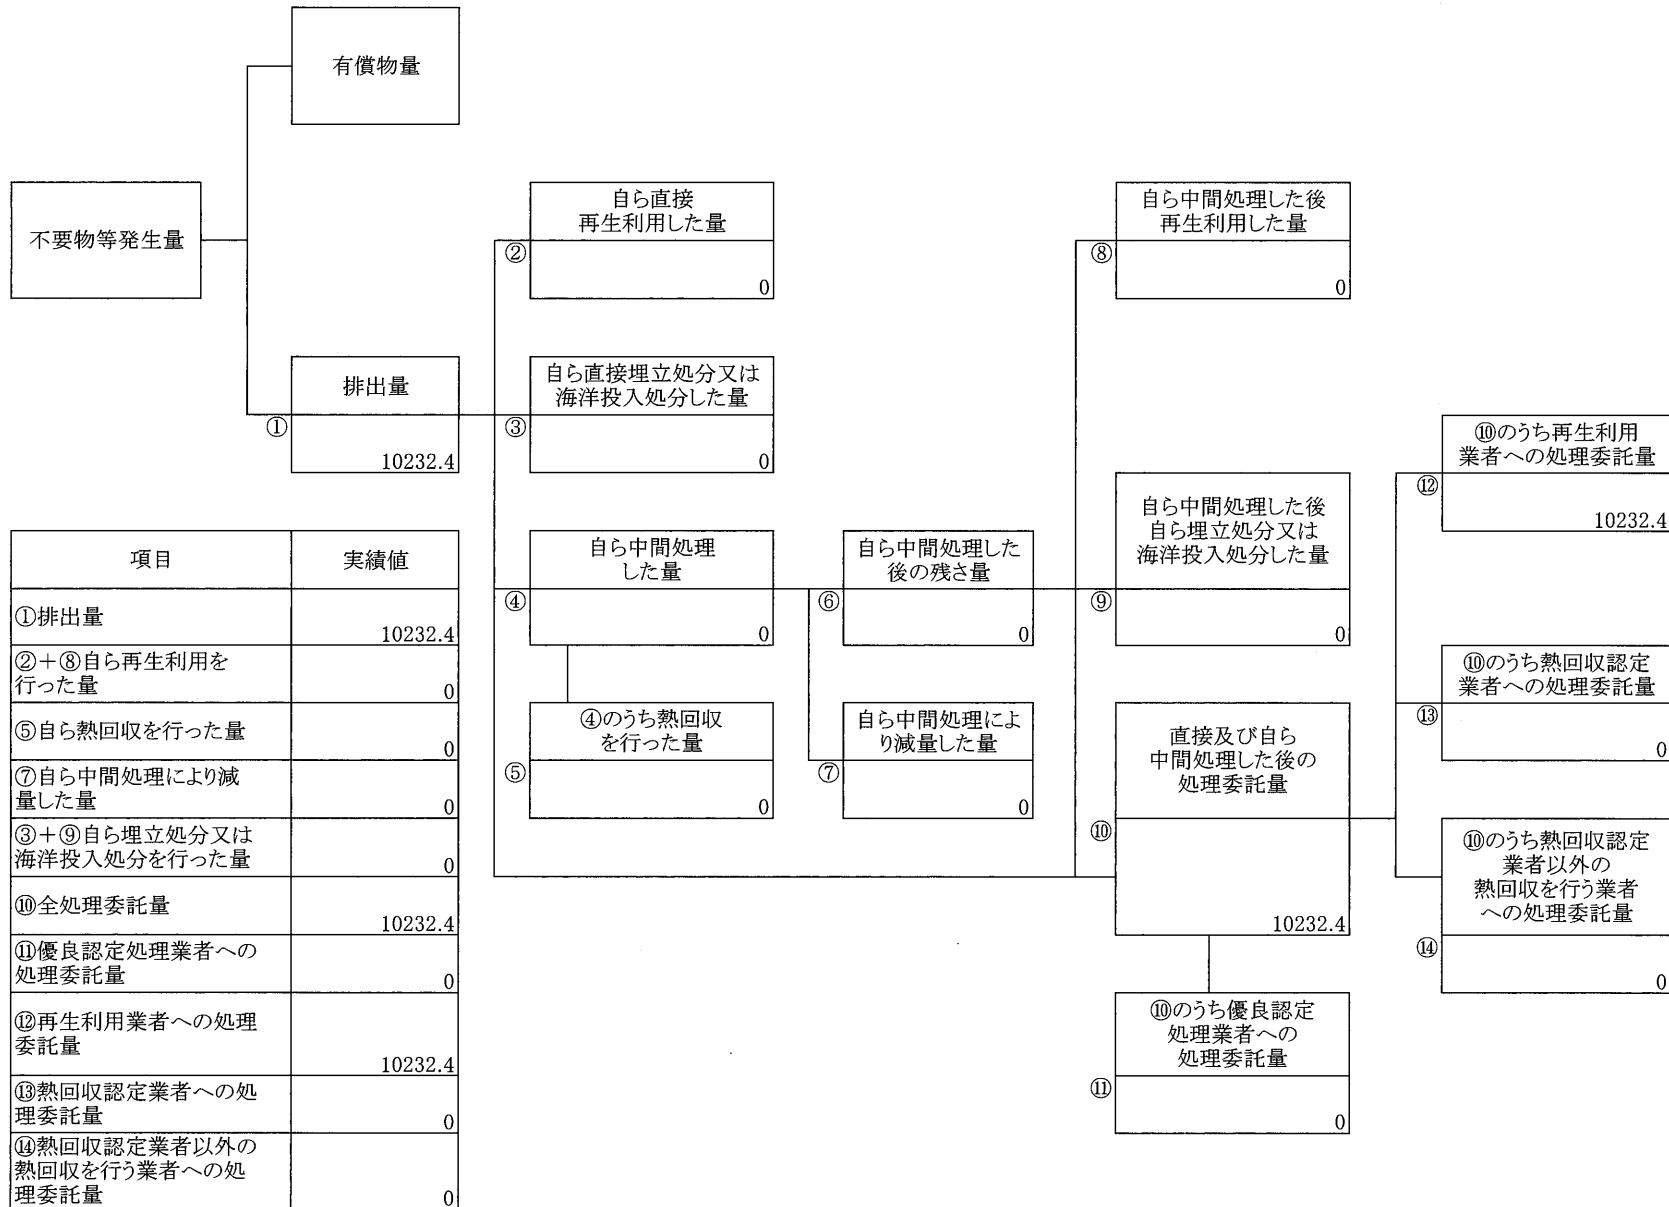 有償物量
不要物等発生量
①
排出量
10232.4
②
自ら直接
再生利用した量
0
③
自ら直接埋立処分又は
海洋投入処分した量
0
④
自ら中間処理
した量
0
⑤
④のうち熱回収
を行った量
0
⑥
自ら中間処理した
後の残さ量
0
⑦
自ら中間処理によ
り減量した量
0
⑧
自ら中間処理した後
再生利用した量
0
⑨
自ら中間処理した後
自ら埋立処分又は
海洋投入処分した量
0
⑩
直接及び自ら
中間処理した後の
処理委託量
10232.4
⑪
⑩のうち優良認定
処理業者への
処理委託量
0
⑫
⑩のうち再生利用
業者への処理委託量
10232.4
⑬
⑩のうち熱回収認定
業者への処理委託量
0
⑭
⑩のうち熱回収認定
業者以外の
熱回収を行う業者
への処理委託量
0
項目 実績値
①排出量
10232.4
②+⑧自ら再生利用を
行った量
0
⑤自ら熱回収を行った量
0
⑦自ら中間処理により減
量した量
0
③+⑨自ら埋立処分又は
海洋投入処分を行った量
0
⑩全処理委託量
10232.4
⑪優良認定処理業者への
処理委託量
0
⑫再生利用業者への処理
委託量
10232.4
⑬熱回収認定業者への処
理委託量
0
⑭熱回収認定業者以外の
熱回収を行う業者への処
理委託量
0